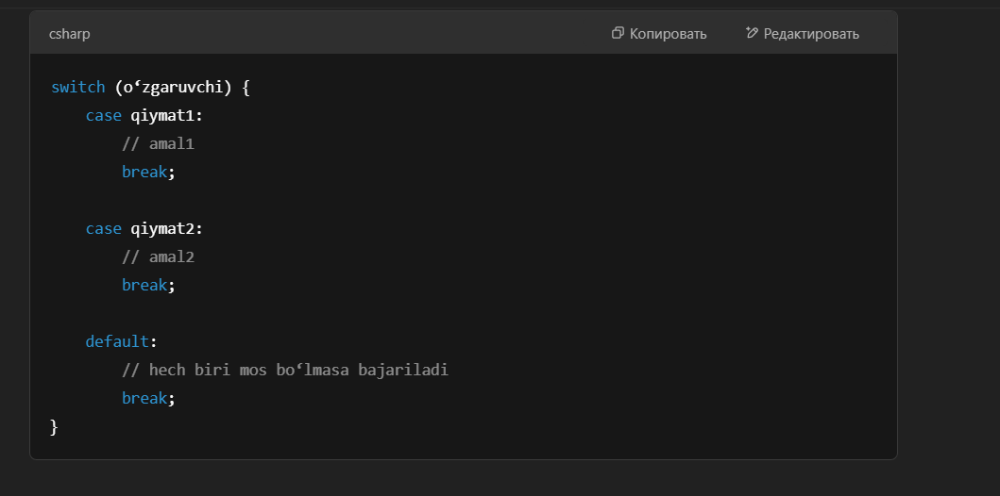 csharp
Копировать
Редактировать
switch (o‘zgaruvchi) {
case qiymat1:
// amal1
break;
case qiymat2:
// amal2
break;
default:
// hech biri mos bo‘lmasa bajariladi
break;
}